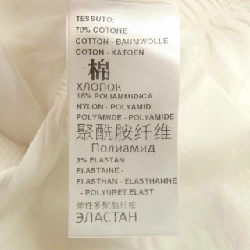 TESSUTO:
79% COTONE
COTTON - BAUMWOLLE
COTON - KATOEN
棉
ХЛОПОК
18% POLIAMMIDICA
NYLON - POLYAMID
POLYAMIDE - POLYAMIDE
聚酰胺纤维
Полиамид
3% ELASTAN
ELASTAINE -
ELASTHAN - ELASTHANNE
- POLYURET.ELAST
ЭЛАСТАН